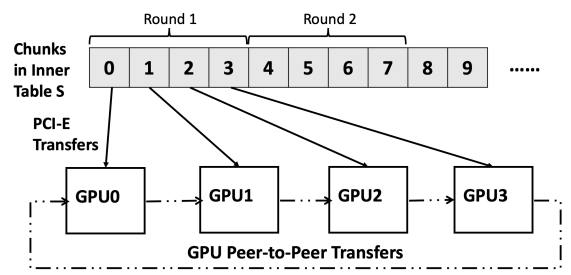 Round 1 Round 2
Chunks in Inner Table S
0 1 2 3 4 5 6 7 8 9 ......
PCI-E
Transfers
GPU0 GPU1 GPU2 GPU3
GPU Peer-to-Peer Transfers